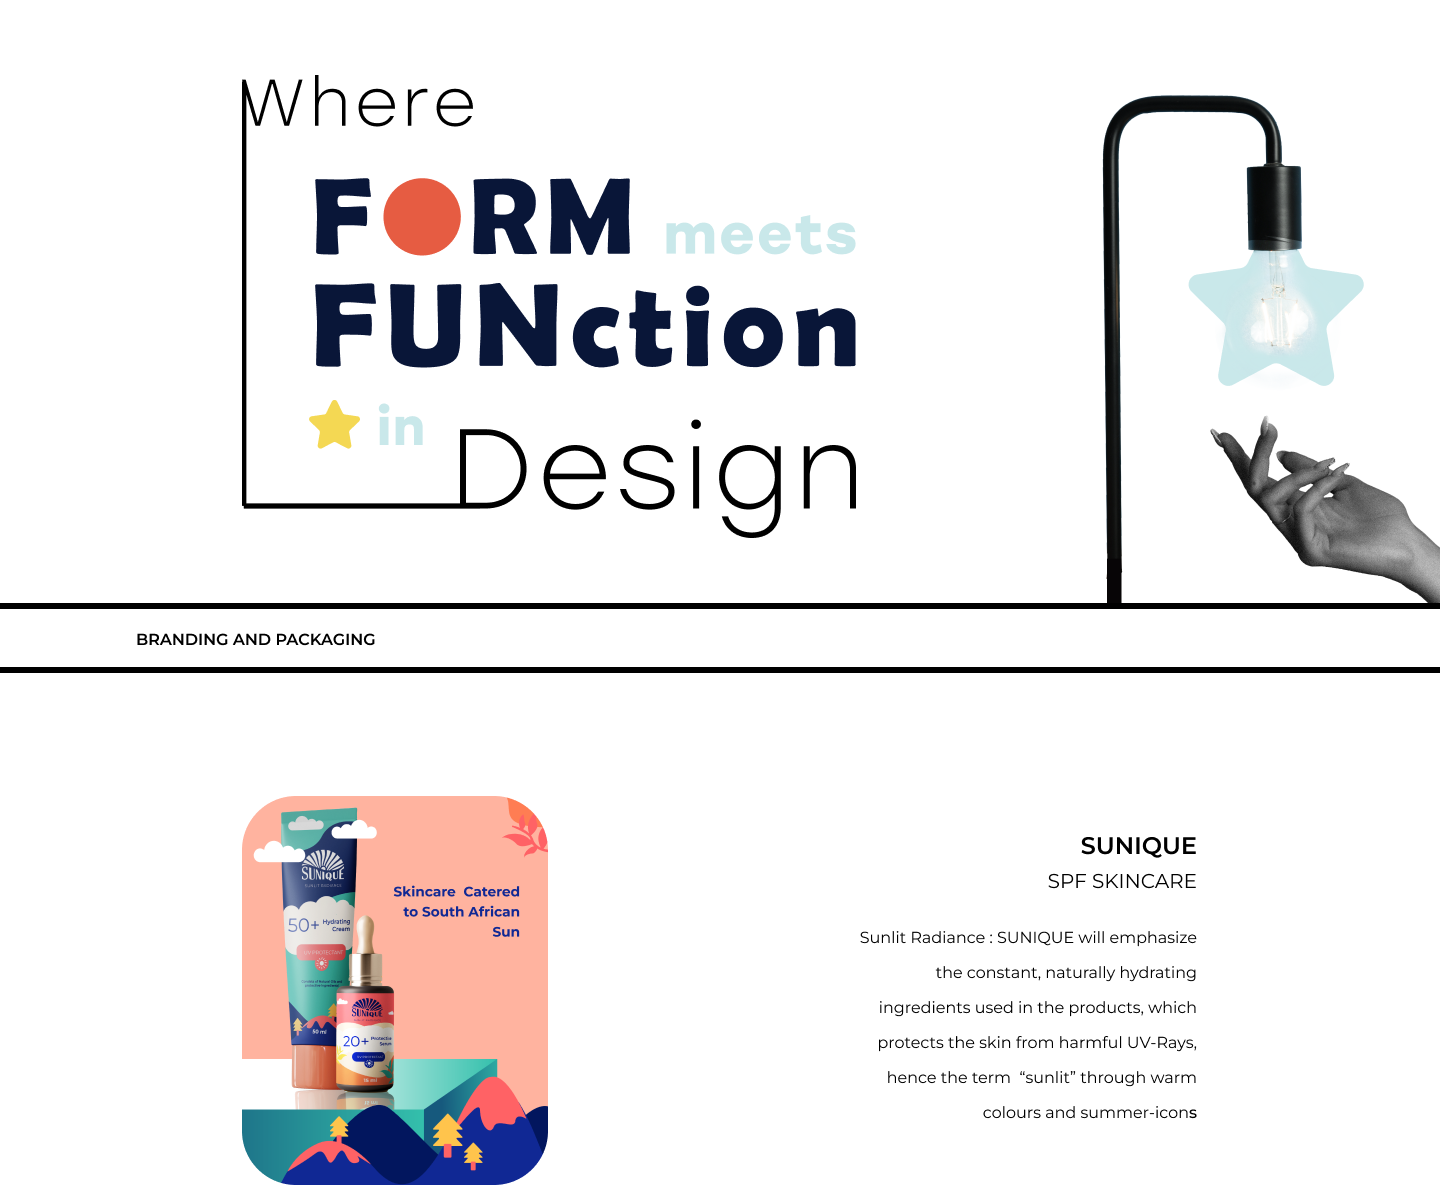 Where
FORM meets
FUNction
in
Design
BRANDING AND PACKAGING
SUNIQUE
SUNLIT RADIANCE
50+ Hydrating
Cream
50 ml
SUNIQUE
20+ Protective
Serum
Skincare Catered
to South African
Sun
SUNIQUE
SPF SKINCARE
Sunlit Radiance : SUNIQUE will emphasize
the constant, naturally hydrating
ingredients used in the products, which
protects the skin from harmful UV-Rays,
hence the term “sunlit” through warm
colours and summer-icons